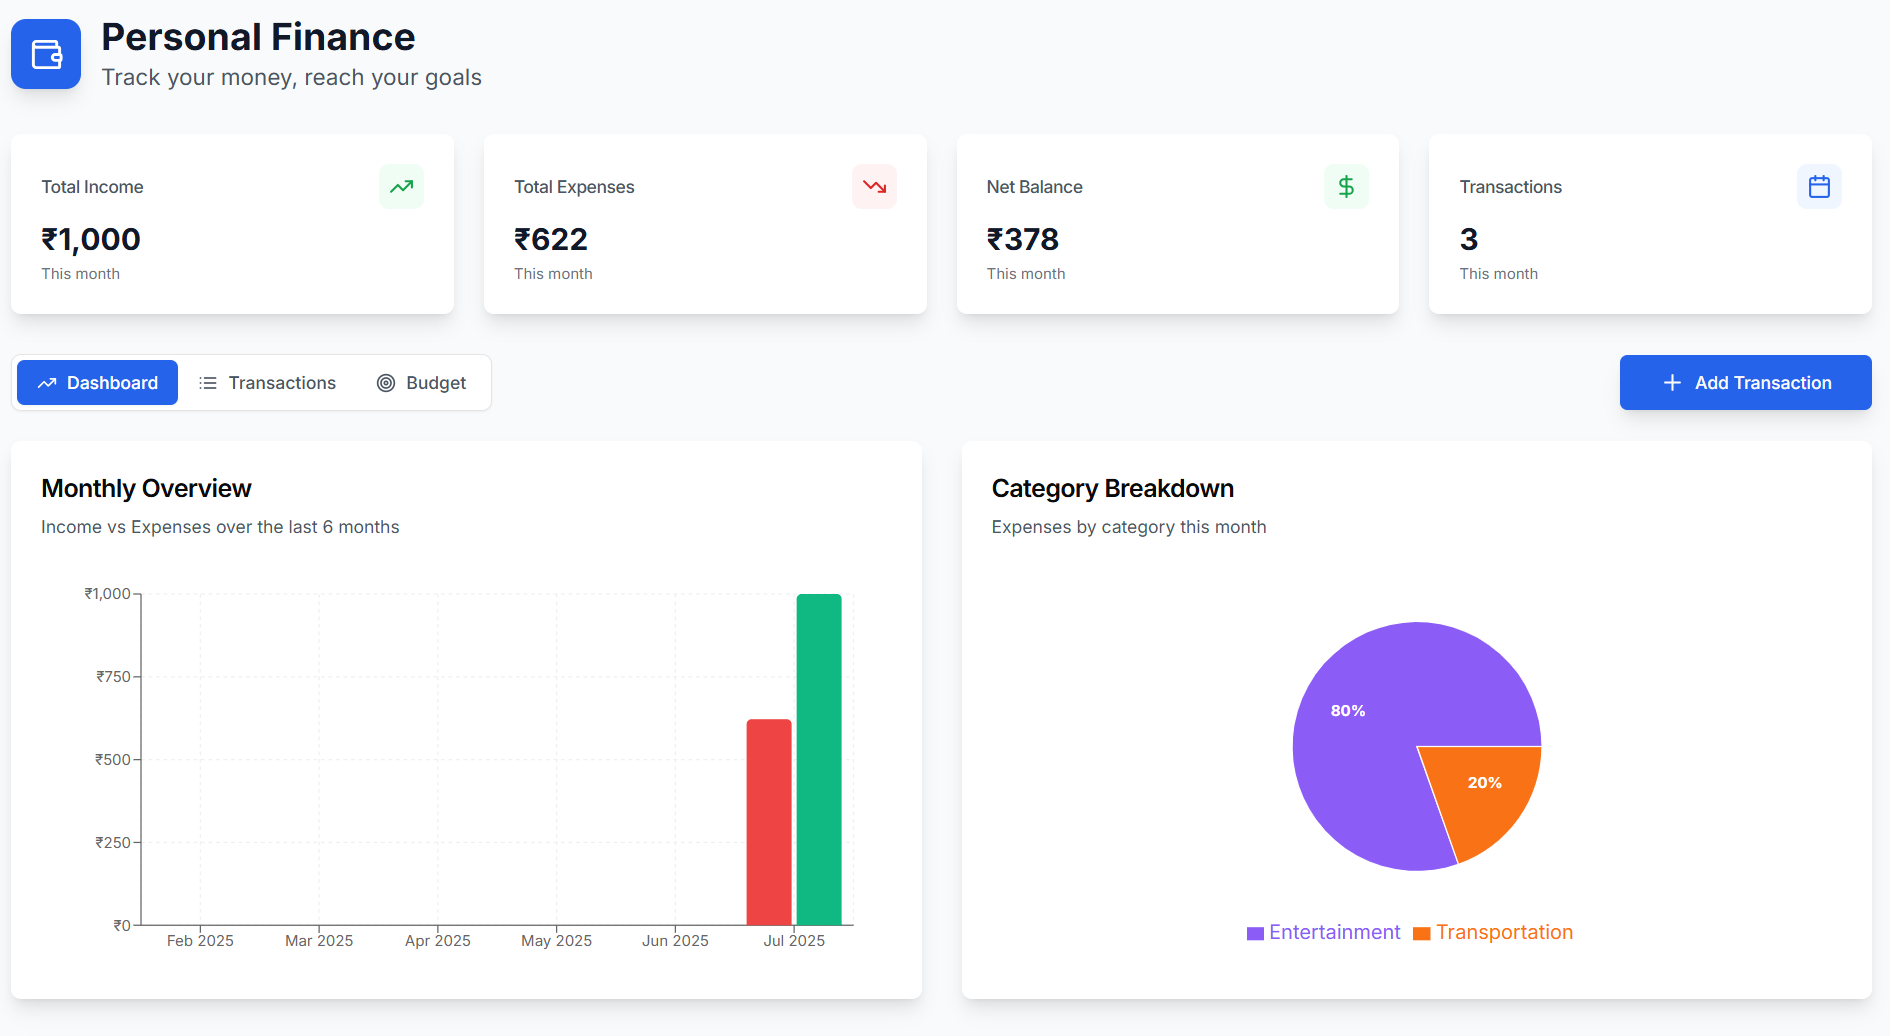 Personal Finance
Track your money, reach your goals
Total Income
₹1,000
This month
Total Expenses
₹622
This month
Net Balance
₹378
This month
Transactions
3
This month
Dashboard
Transactions
Budget
Add Transaction
Monthly Overview
Income vs Expenses over the last 6 months
₹1,000
₹750
₹500
₹250
₹0
Feb 2025
Mar 2025
Apr 2025
May 2025
Jun 2025
Jul 2025
Category Breakdown
Expenses by category this month
80%
20%
Entertainment
Transportation